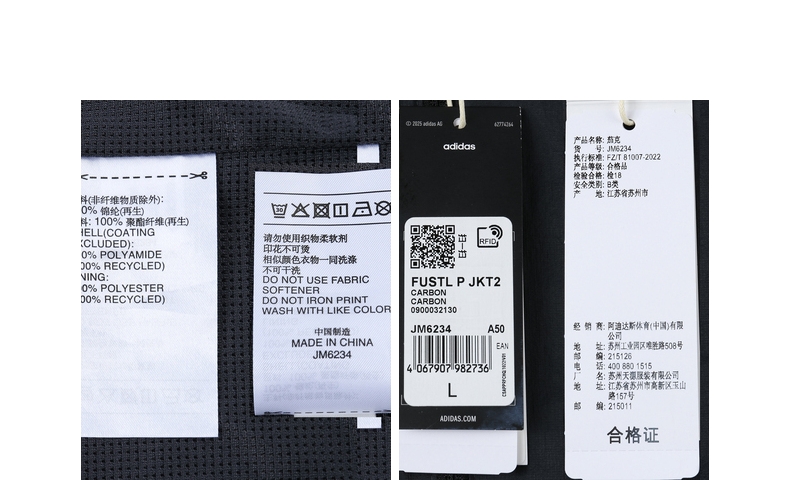 料(非纤维物质除外):
0% 锦纶(再生)
料: 100% 聚酯纤维(再生)
HELL(COATING
XCLUDED):
0% POLYAMIDE
00% RECYCLED)
NING:
0% POLYESTER
00% RECYCLED)
30
请勿使用织物柔软剂
印花不可烫
相似颜色衣物一同洗涤
不可干洗
DO NOT USE FABRIC
SOFTENER
DO NOT IRON PRINT
WASH WITH LIKE COLOR
中国制造
MADE IN CHINA
JM6234
© 2025 adidas AG
62774264
adidas
RFID
FUSTL P JKT2
CARBON
CARBON
0900032130
JM6234 A50
EAN
4 067907 982736
L
ADIDAS.COM
产品名称: 茄克
货 号: JM6234
执行标准: FZ/T 81007-2022
产品等级: 合格品
检验合格: 检18
安全类别: B类
产 地: 江苏省苏州市
经 销 商: 阿迪达斯体育(中国)有限
公司
地 址: 苏州工业园区唯胜路508号
邮 编: 215126
电 话: 400 880 1515
厂 名: 苏州天源服装有限公司
地 址: 江苏省苏州市高新区玉山
路157号
邮 编: 215011
合格证